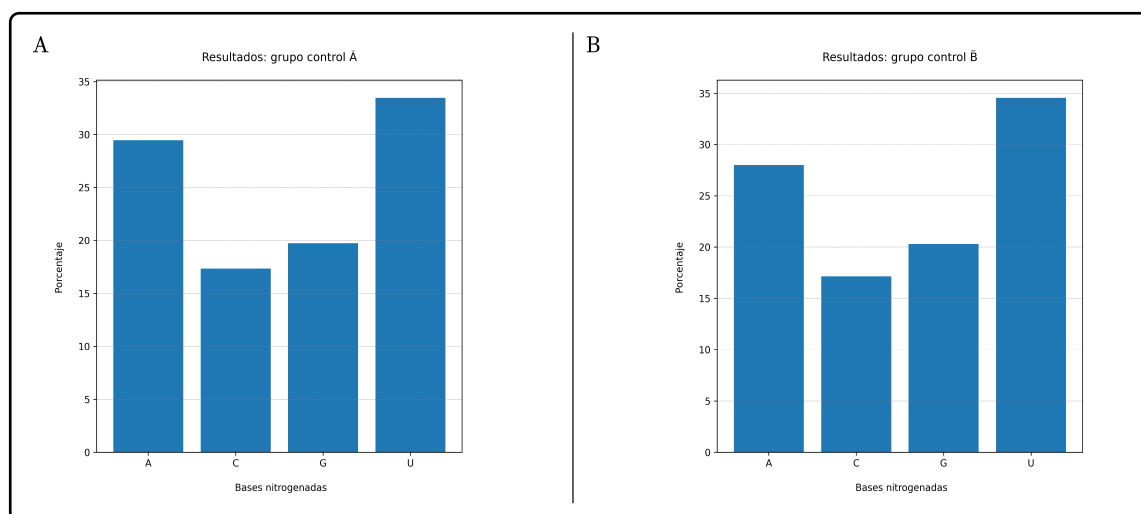 A
Resultados: grupo control Ā
35
30
25
20
15
10
5
0
Porcentaje
A C G U
Bases nitrogenadas
B
Resultados: grupo control B̄
35
30
25
20
15
10
5
0
Porcentaje
A C G U
Bases nitrogenadas